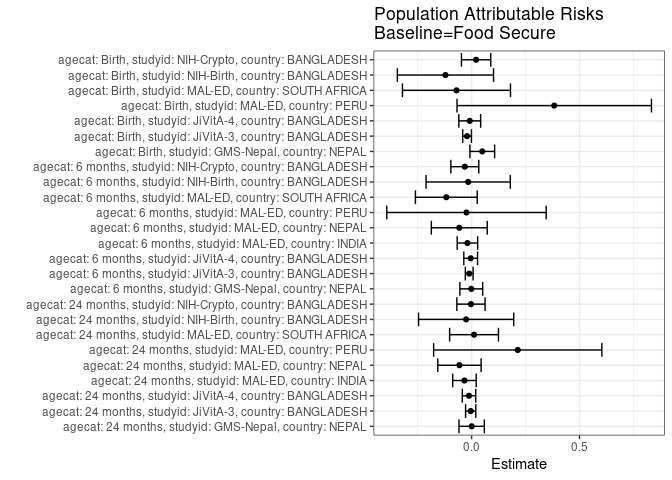 Population Attributable Risks
Baseline=Food Secure
agecat: Birth, studyid: NIH-Crypto, country: BANGLADESH
agecat: Birth, studyid: NIH-Birth, country: BANGLADESH
agecat: Birth, studyid: MAL-ED, country: SOUTH AFRICA
agecat: Birth, studyid: MAL-ED, country: PERU
agecat: Birth, studyid: JiVitA-4, country: BANGLADESH
agecat: Birth, studyid: JiVitA-3, country: BANGLADESH
agecat: Birth, studyid: GMS-Nepal, country: NEPAL
agecat: 6 months, studyid: NIH-Crypto, country: BANGLADESH
agecat: 6 months, studyid: NIH-Birth, country: BANGLADESH
agecat: 6 months, studyid: MAL-ED, country: SOUTH AFRICA
agecat: 6 months, studyid: MAL-ED, country: PERU
agecat: 6 months, studyid: MAL-ED, country: NEPAL
agecat: 6 months, studyid: MAL-ED, country: INDIA
agecat: 6 months, studyid: JiVitA-4, country: BANGLADESH
agecat: 6 months, studyid: JiVitA-3, country: BANGLADESH
agecat: 6 months, studyid: GMS-Nepal, country: NEPAL
agecat: 24 months, studyid: NIH-Crypto, country: BANGLADESH
agecat: 24 months, studyid: NIH-Birth, country: BANGLADESH
agecat: 24 months, studyid: MAL-ED, country: SOUTH AFRICA
agecat: 24 months, studyid: MAL-ED, country: PERU
agecat: 24 months, studyid: MAL-ED, country: NEPAL
agecat: 24 months, studyid: MAL-ED, country: INDIA
agecat: 24 months, studyid: JiVitA-4, country: BANGLADESH
agecat: 24 months, studyid: JiVitA-3, country: BANGLADESH
agecat: 24 months, studyid: GMS-Nepal, country: NEPAL
0.0 0.5
Estimate